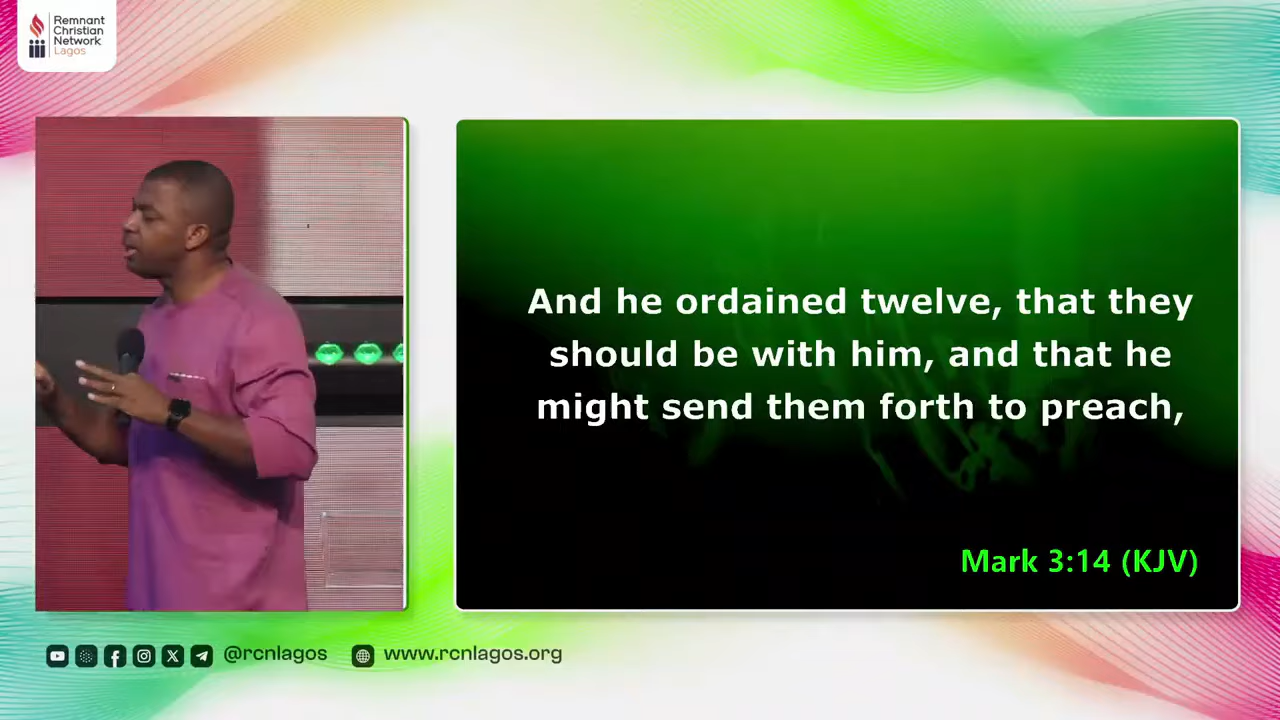 Remnant
Christian
Network
Lagos
And he ordained twelve, that they
should be with him, and that he
might send them forth to preach,
Mark 3:14 (KJV)
@rcnlagos
www.rcnlagos.org